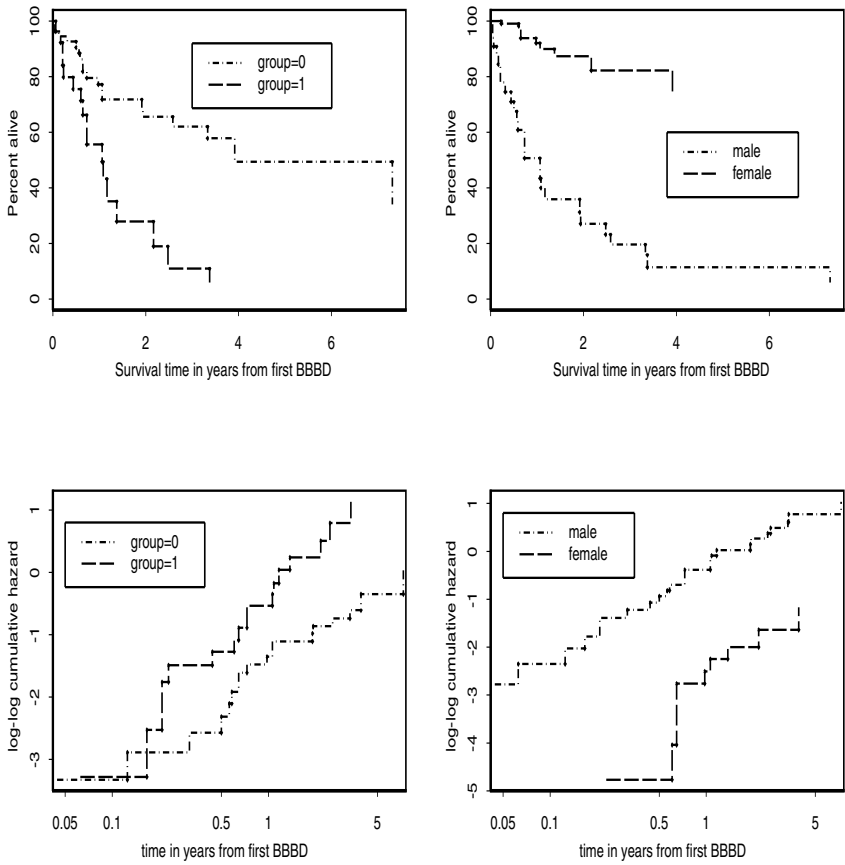 100
80
60
40
20
0
Percent alive
group=0
group=1
0 2 4 6
Survival time in years from first BBBD
100
80
60
40
20
0
Percent alive
male
female
0 2 4 6
Survival time in years from first BBBD
1
0
-1
-2
-3
log-log cumulative hazard
group=0
group=1
0.05 0.1 0.5 1 5
time in years from first BBBD
1
0
-1
-2
-3
-4
-5
log-log cumulative hazard
male
female
0.05 0.1 0.5 1 5
time in years from first BBBD